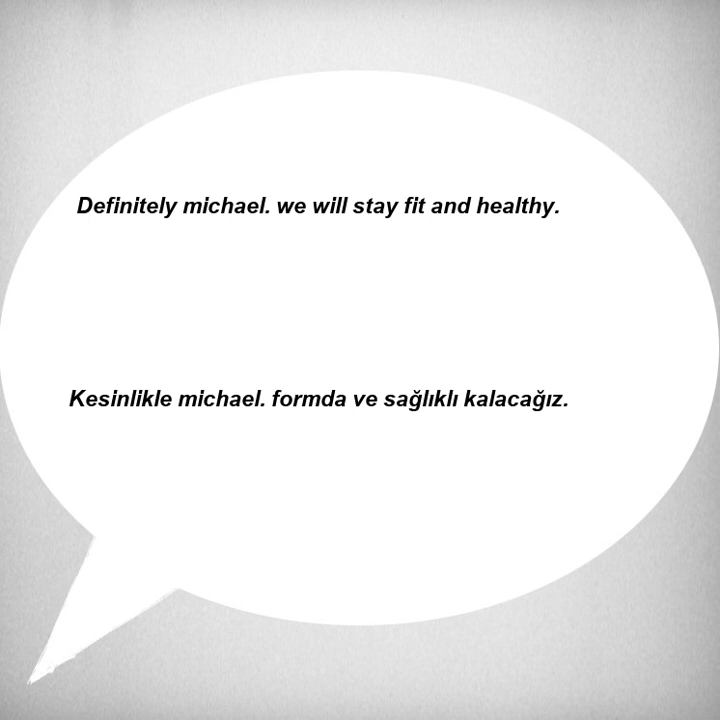 Definitely michael. we will stay fit and healthy.
Kesinlikle michael. formda ve sağlıklı kalacağız.